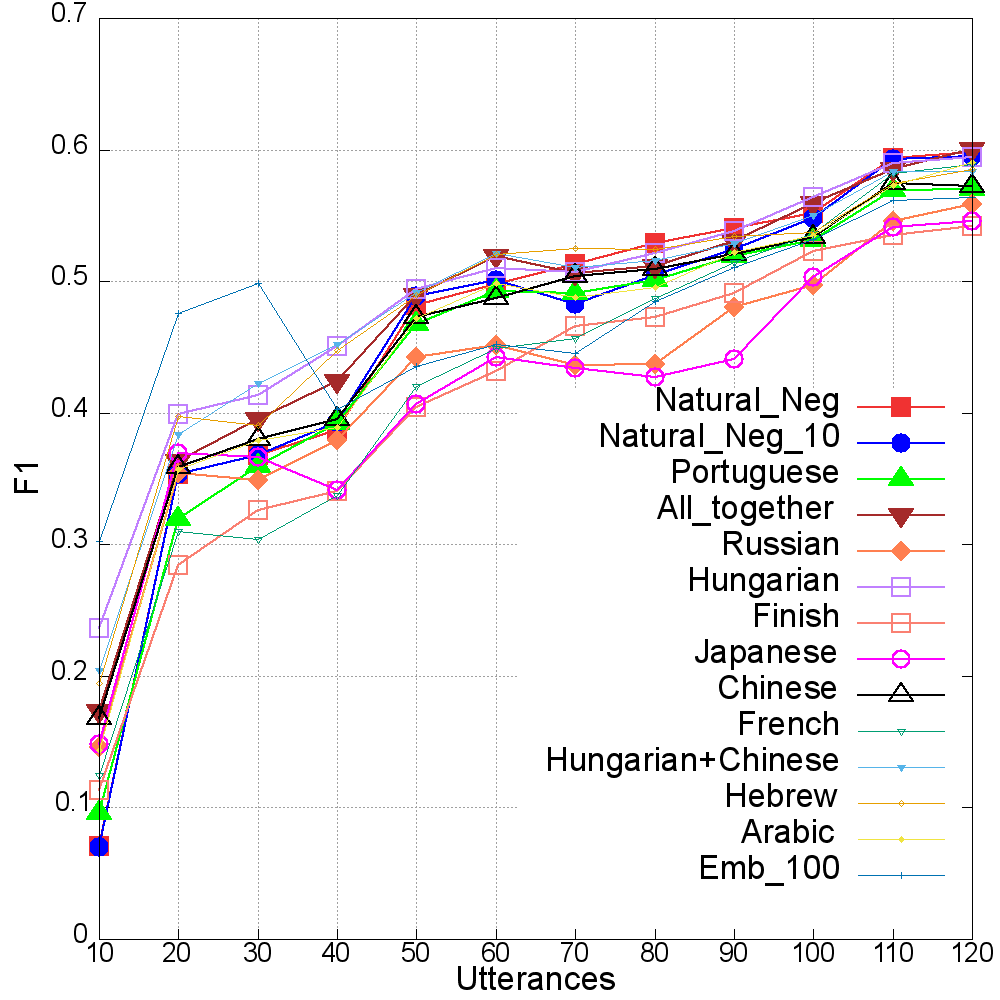 0.7
0.6
0.5
0.4
0.3
0.2
0.1
0
F1
Natural_Neg
Natural_Neg_10
Portuguese
All_together
Russian
Hungarian
Finish
Japanese
Chinese
French
Hungarian+Chinese
Hebrew
Arabic
Emb_100
10 20 30 40 50 60 70 80 90 100 110 120
Utterances